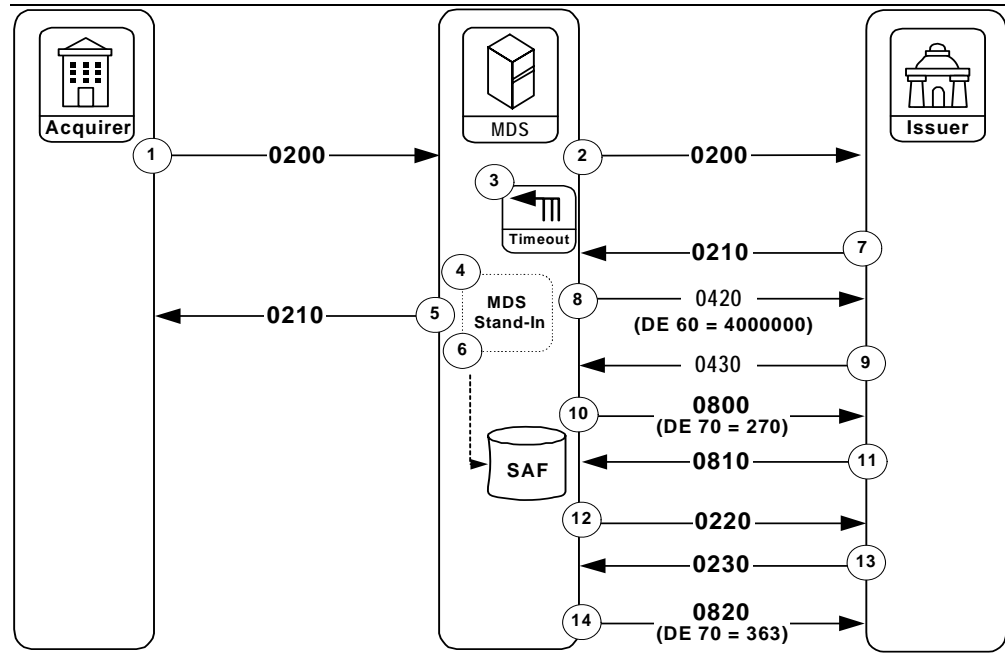 Acquirer
MDS
Issuer
1
0200
2
0200
3
Timeout
0210
7
4
MDS
Stand-In
8
0420
(DE 60 = 4000000)
0210
5
6
0430
9
10
0800
(DE 70 = 270)
SAF
0810
11
12
0220
0230
13
14
0820
(DE 70 = 363)